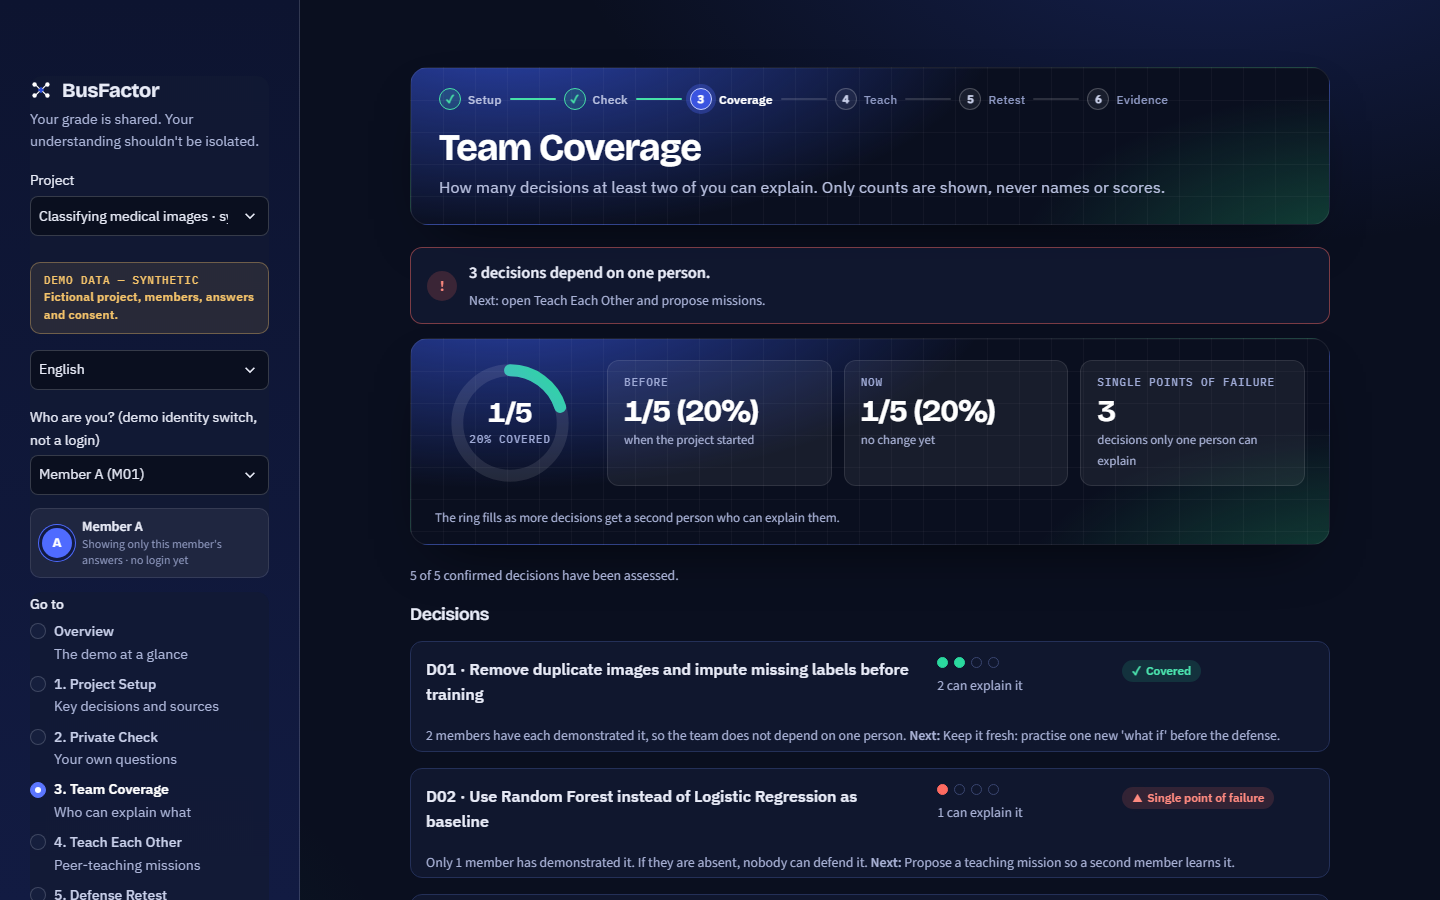 BusFactor
Your grade is shared. Your
understanding shouldn't be isolated.
Project
Classifying medical images · sy
DEMO DATA — SYNTHETIC
Fictional project, members, answers
and consent.
English
Who are you? (demo identity switch,
not a login)
Member A (M01)
A
Member A
Showing only this member's
answers · no login yet
Go to
Overview
The demo at a glance
1. Project Setup
Key decisions and sources
2. Private Check
Your own questions
3. Team Coverage
Who can explain what
4. Teach Each Other
Peer-teaching missions
5. Defense Retest
✓ Setup ✓ Check 3 Coverage 4 Teach 5 Retest 6 Evidence
Team Coverage
How many decisions at least two of you can explain. Only counts are shown, never names or scores.
! 3 decisions depend on one person.
Next: open Teach Each Other and propose missions.
1/5
20% COVERED
BEFORE
1/5 (20%)
when the project started
NOW
1/5 (20%)
no change yet
SINGLE POINTS OF FAILURE
3
decisions only one person can
explain
The ring fills as more decisions get a second person who can explain them.
5 of 5 confirmed decisions have been assessed.
Decisions
D01 · Remove duplicate images and impute missing labels before
training
2 can explain it
✓ Covered
2 members have each demonstrated it, so the team does not depend on one person. Next: Keep it fresh: practise one new 'what if' before the defense.
D02 · Use Random Forest instead of Logistic Regression as
baseline
1 can explain it
▲ Single point of failure
Only 1 member has demonstrated it. If they are absent, nobody can defend it. Next: Propose a teaching mission so a second member learns it.